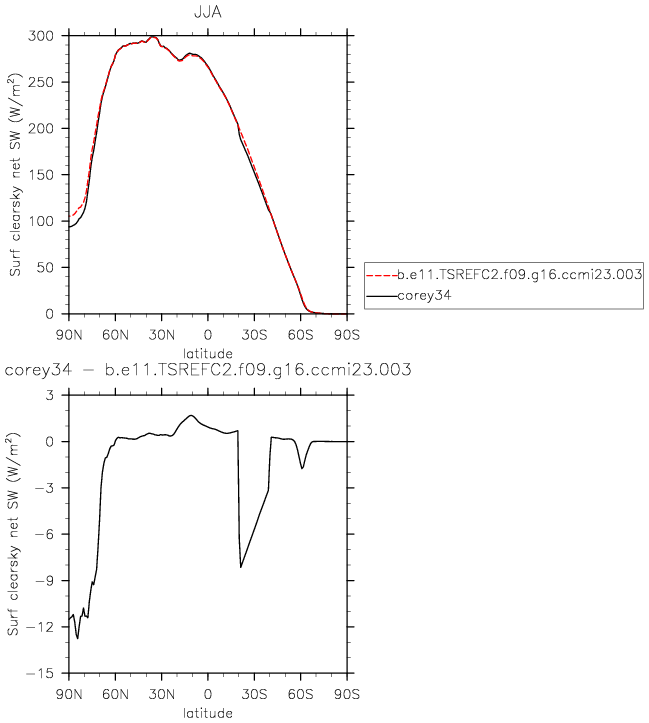 JJA
300
250
200
150
100
50
0
Surf clearsky net SW (W/m²)
90N 60N 30N 0 30S 60S 90S
latitude
b.e11.TSREFC2.f09.g16.ccmi23.003
corey34
corey34 − b.e11.TSREFC2.f09.g16.ccmi23.003
3
0
−3
−6
−9
−12
−15
Surf clearsky net SW (W/m²)
90N 60N 30N 0 30S 60S 90S
latitude